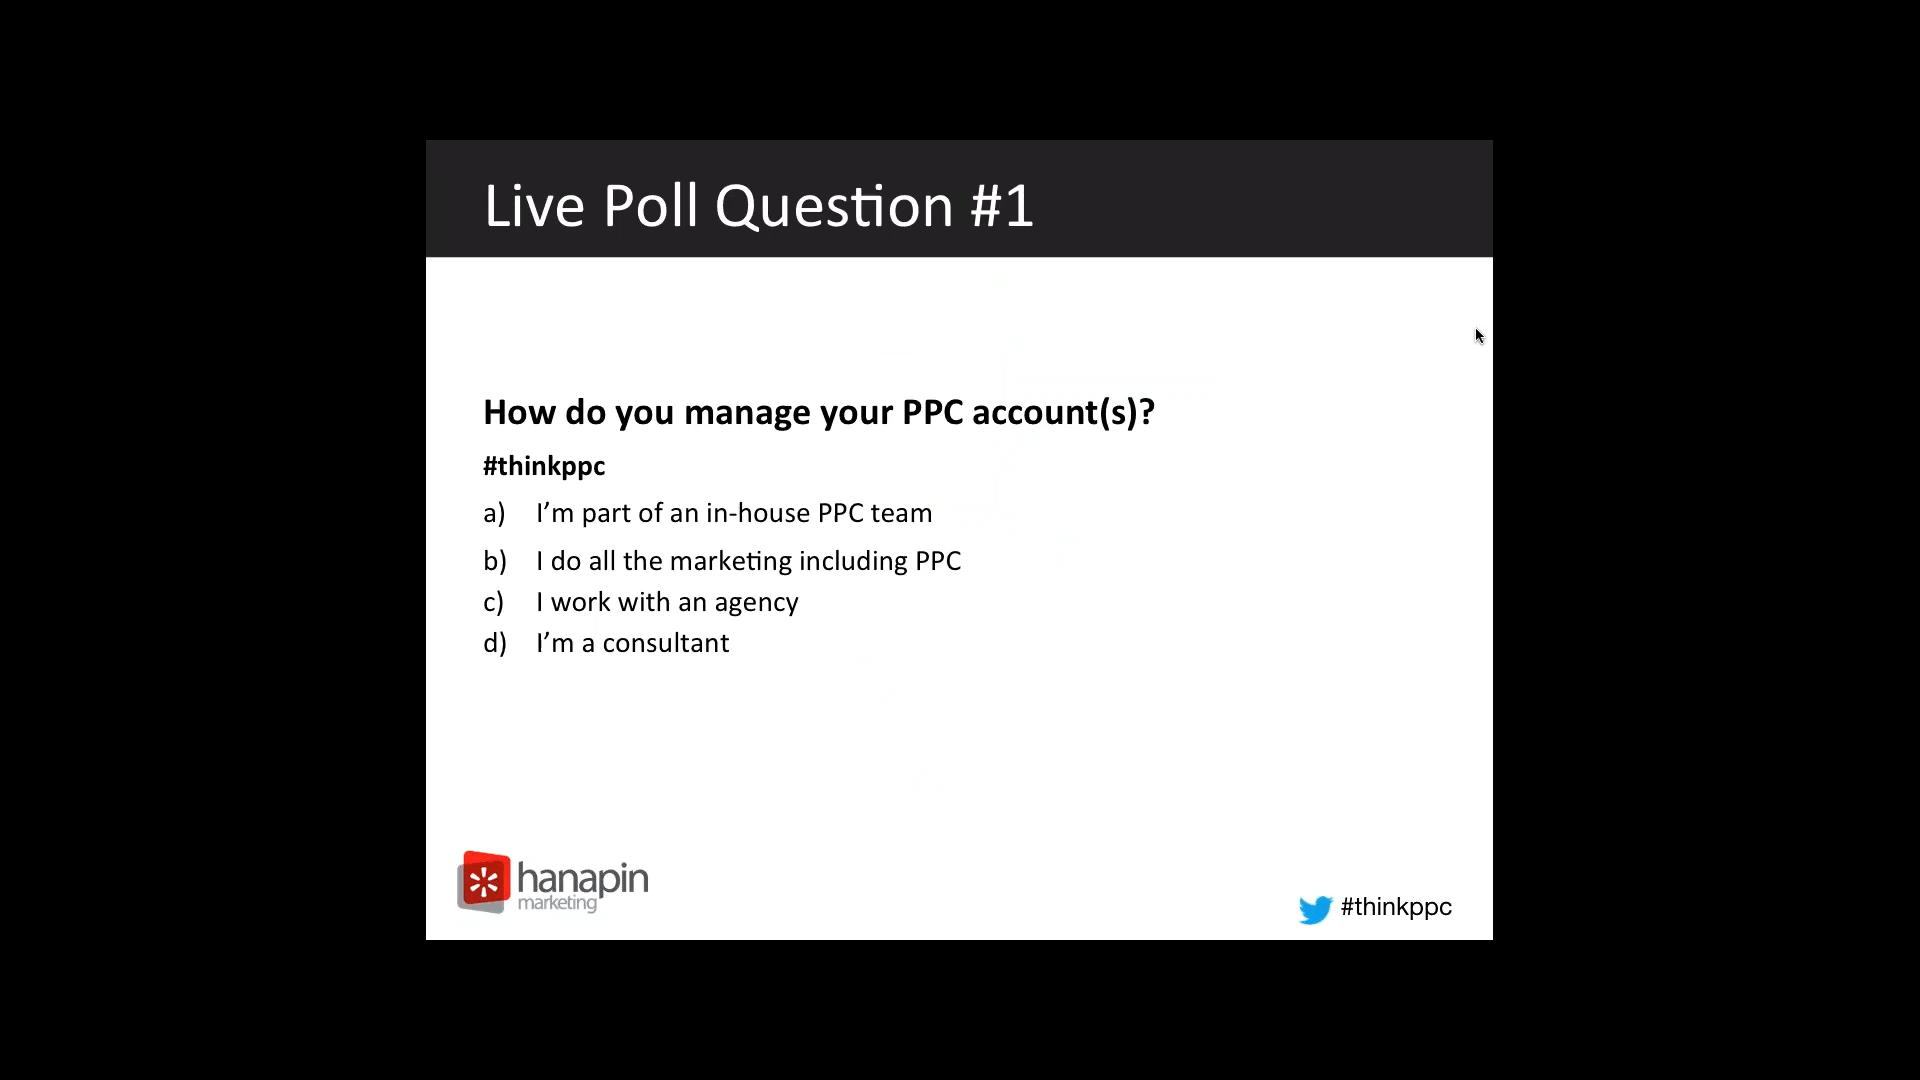 Live Poll Question #1
How do you manage your PPC account(s)?
#thinkppc
a) I’m part of an in-house PPC team
b) I do all the marketing including PPC
c) I work with an agency
d) I’m a consultant
hanapin
marketing
#thinkppc